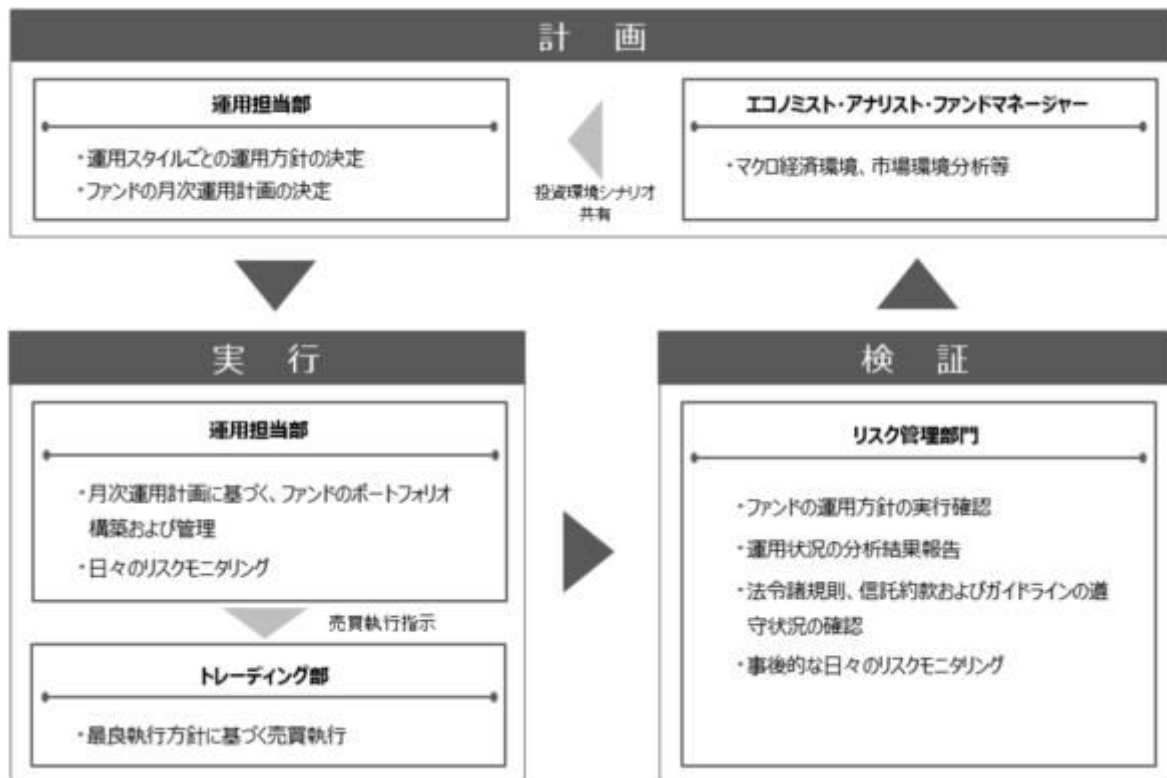 計 画
運用担当部
・運用スタイルごとの運用方針の決定
・ファンドの月次運用計画の決定
投資環境シナリオ
共有
エコノミスト・アナリスト・ファンドマネージャー
・マクロ経済環境、市場環境分析等
実 行
運用担当部
・月次運用計画に基づく、ファンドのポートフォリオ
構築および管理
・日々のリスクモニタリング
売買執行指示
トレーディング部
・最良執行方針に基づく売買執行
検 証
リスク管理部門
・ファンドの運用方針の実行確認
・運用状況の分析結果報告
・法令諸規則、信託約款およびガイドラインの遵
守状況の確認
・事後的な日々のリスクモニタリング